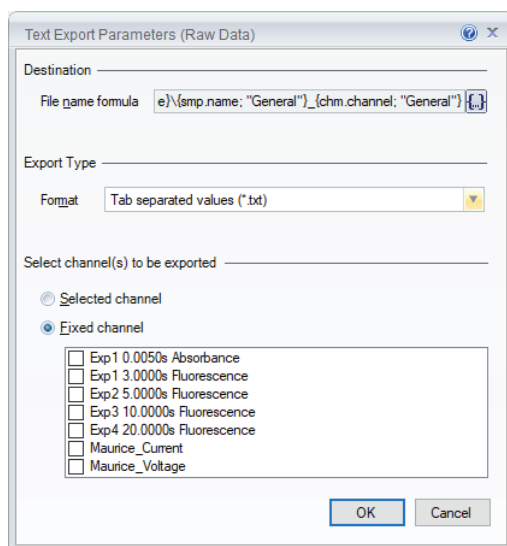 Text Export Parameters (Raw Data)
Destination
File name formula e}\{smp.name; "General"}_{chm.channel; "General"} {..}
Export Type
Format Tab separated values (*.txt)
Select channel(s) to be exported
Selected channel
Fixed channel
Exp1 0.0050s Absorbance
Exp1 3.0000s Fluorescence
Exp2 5.0000s Fluorescence
Exp3 10.0000s Fluorescence
Exp4 20.0000s Fluorescence
Maurice_Current
Maurice_Voltage
OK Cancel